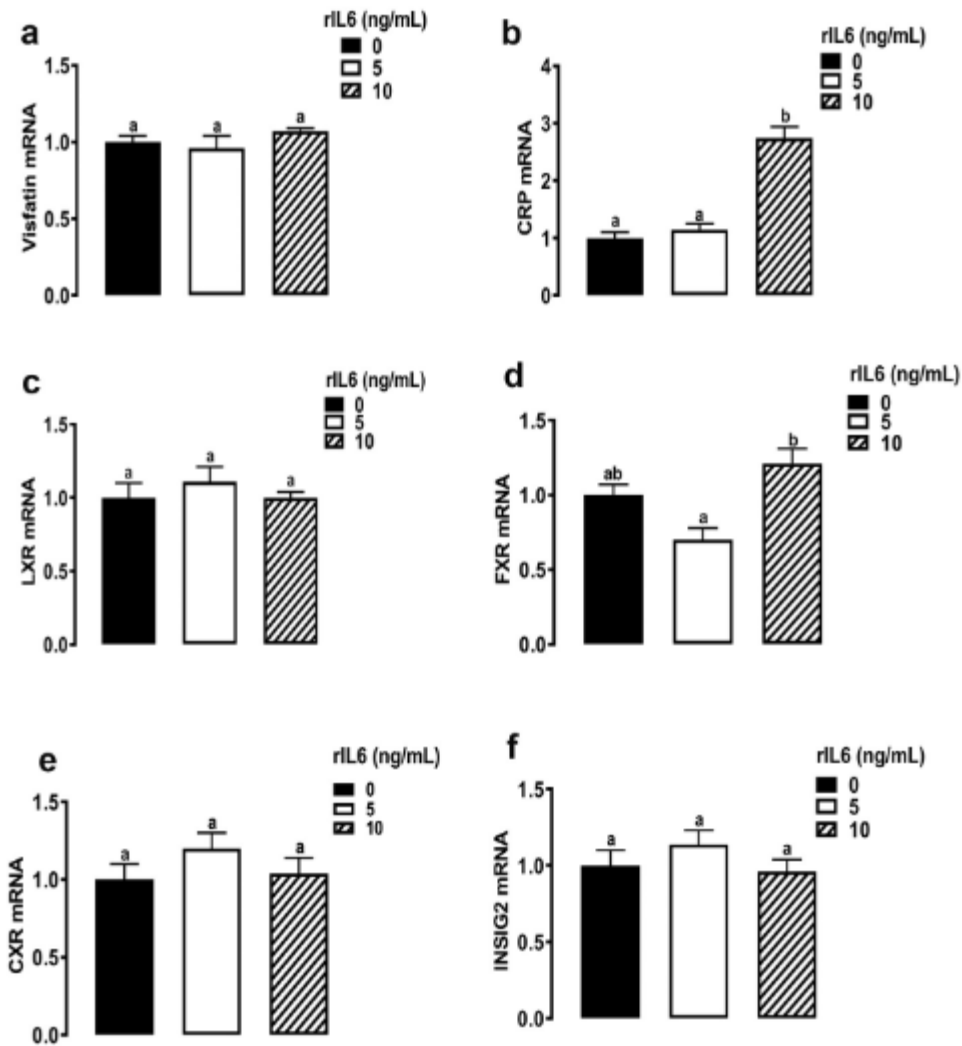 a
rIL6 (ng/mL)
0
5
10
Visfatin mRNA
1.5
1.0
0.5
0.0
a
a
a
b
rIL6 (ng/mL)
0
5
10
CRP mRNA
4
3
2
1
0
a
a
b
c
rIL6 (ng/mL)
0
5
10
LXR mRNA
1.5
1.0
0.5
0.0
a
a
a
d
rIL6 (ng/mL)
0
5
10
FXR mRNA
1.5
1.0
0.5
0.0
ab
a
b
e
rIL6 (ng/mL)
0
5
10
CXR mRNA
1.5
1.0
0.5
0.0
a
a
a
f
rIL6 (ng/mL)
0
5
10
INSIG2 mRNA
1.5
1.0
0.5
0.0
a
a
a